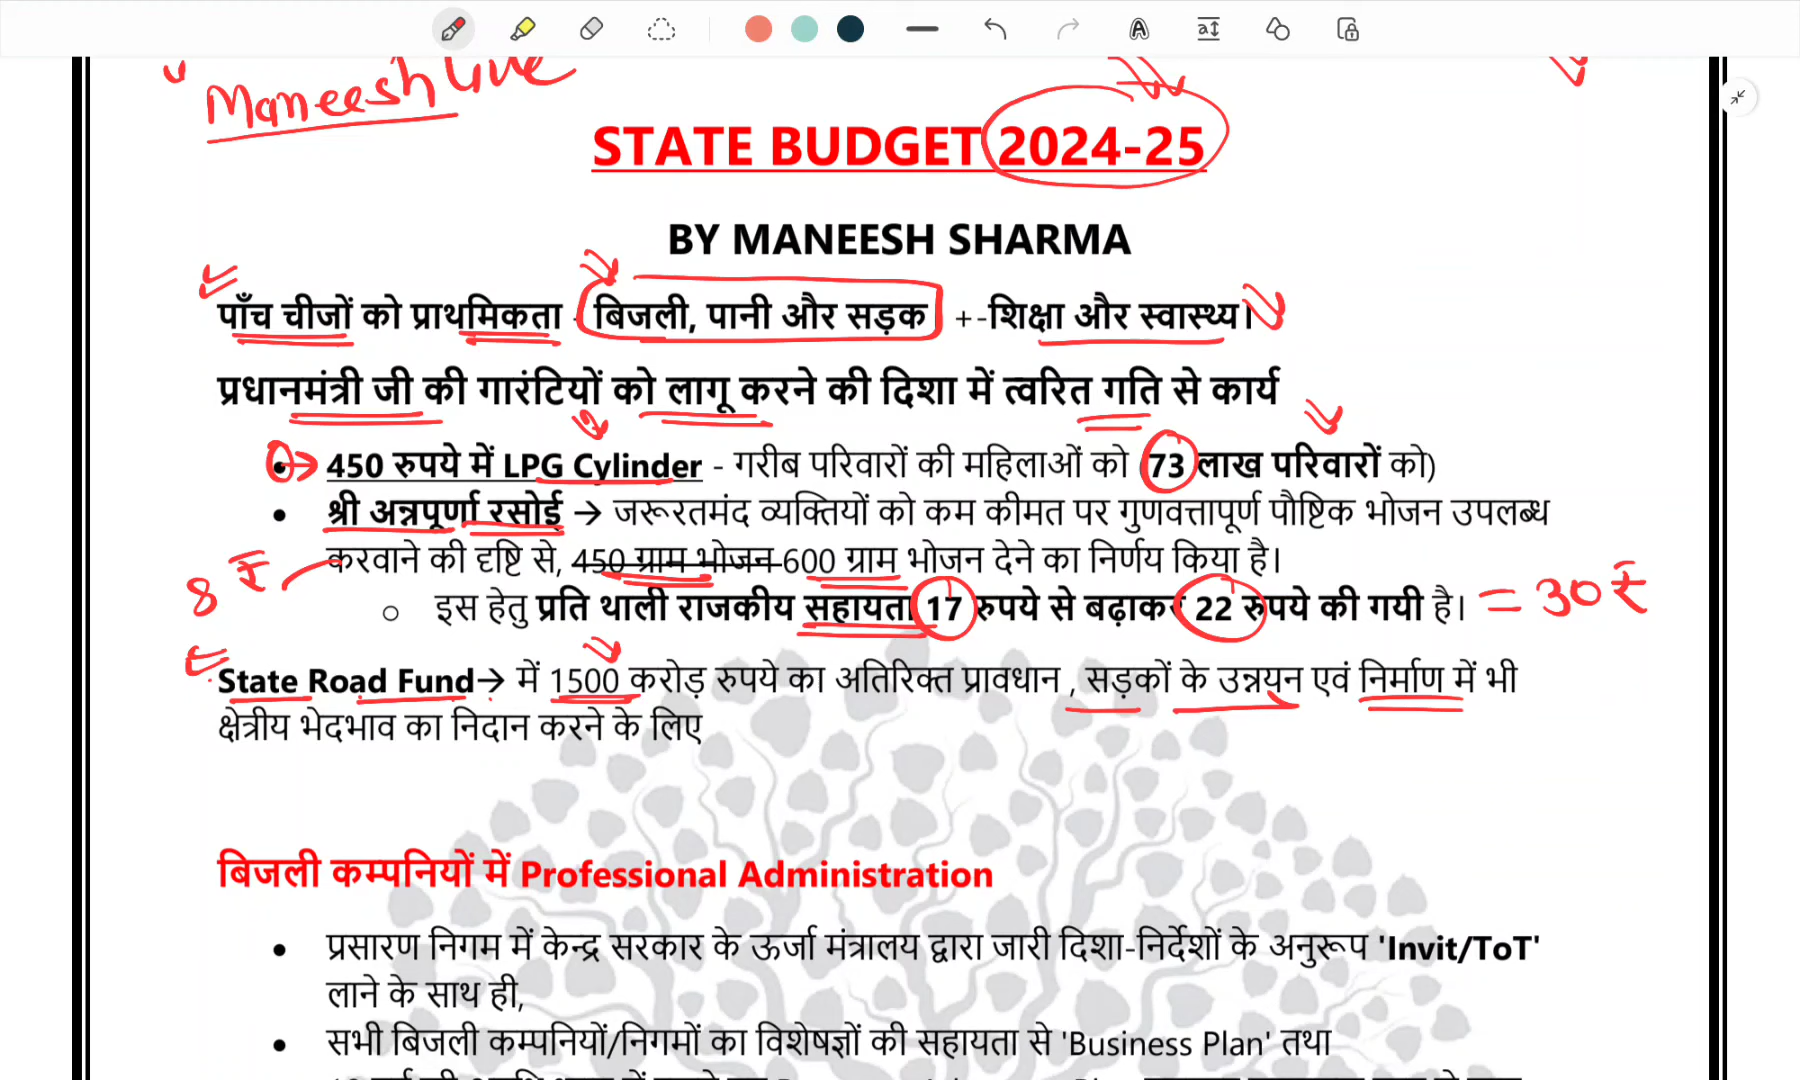 Maneesh Live
STATE BUDGET 2024-25
BY MANEESH SHARMA
पाँच चीजों को प्राथमिकता - बिजली, पानी और सड़क +-शिक्षा और स्वास्थ्य।
प्रधानमंत्री जी की गारंटियों को लागू करने की दिशा में त्वरित गति से कार्य
• 450 रुपये में LPG Cylinder - गरीब परिवारों की महिलाओं को (73 लाख परिवारों को)
• श्री अन्नपूर्णा रसोई → जरूरतमंद व्यक्तियों को कम कीमत पर गुणवत्तापूर्ण पौष्टिक भोजन उपलब्ध
करवाने की दृष्टि से, 450 ग्राम भोजन 600 ग्राम भोजन देने का निर्णय किया है।
8 ₹
o इस हेतु प्रति थाली राजकीय सहायता 17 रुपये से बढ़ाकर 22 रुपये की गयी है। = 30 ₹
State Road Fund→ में 1500 करोड़ रुपये का अतिरिक्त प्रावधान , सड़कों के उन्नयन एवं निर्माण में भी
क्षेत्रीय भेदभाव का निदान करने के लिए
बिजली कम्पनियों में Professional Administration
• प्रसारण निगम में केन्द्र सरकार के ऊर्जा मंत्रालय द्वारा जारी दिशा-निर्देशों के अनुरूप 'Invit/ToT'
लाने के साथ ही,
• सभी बिजली कम्पनियों/निगमों का विशेषज्ञों की सहायता से 'Business Plan' तथा